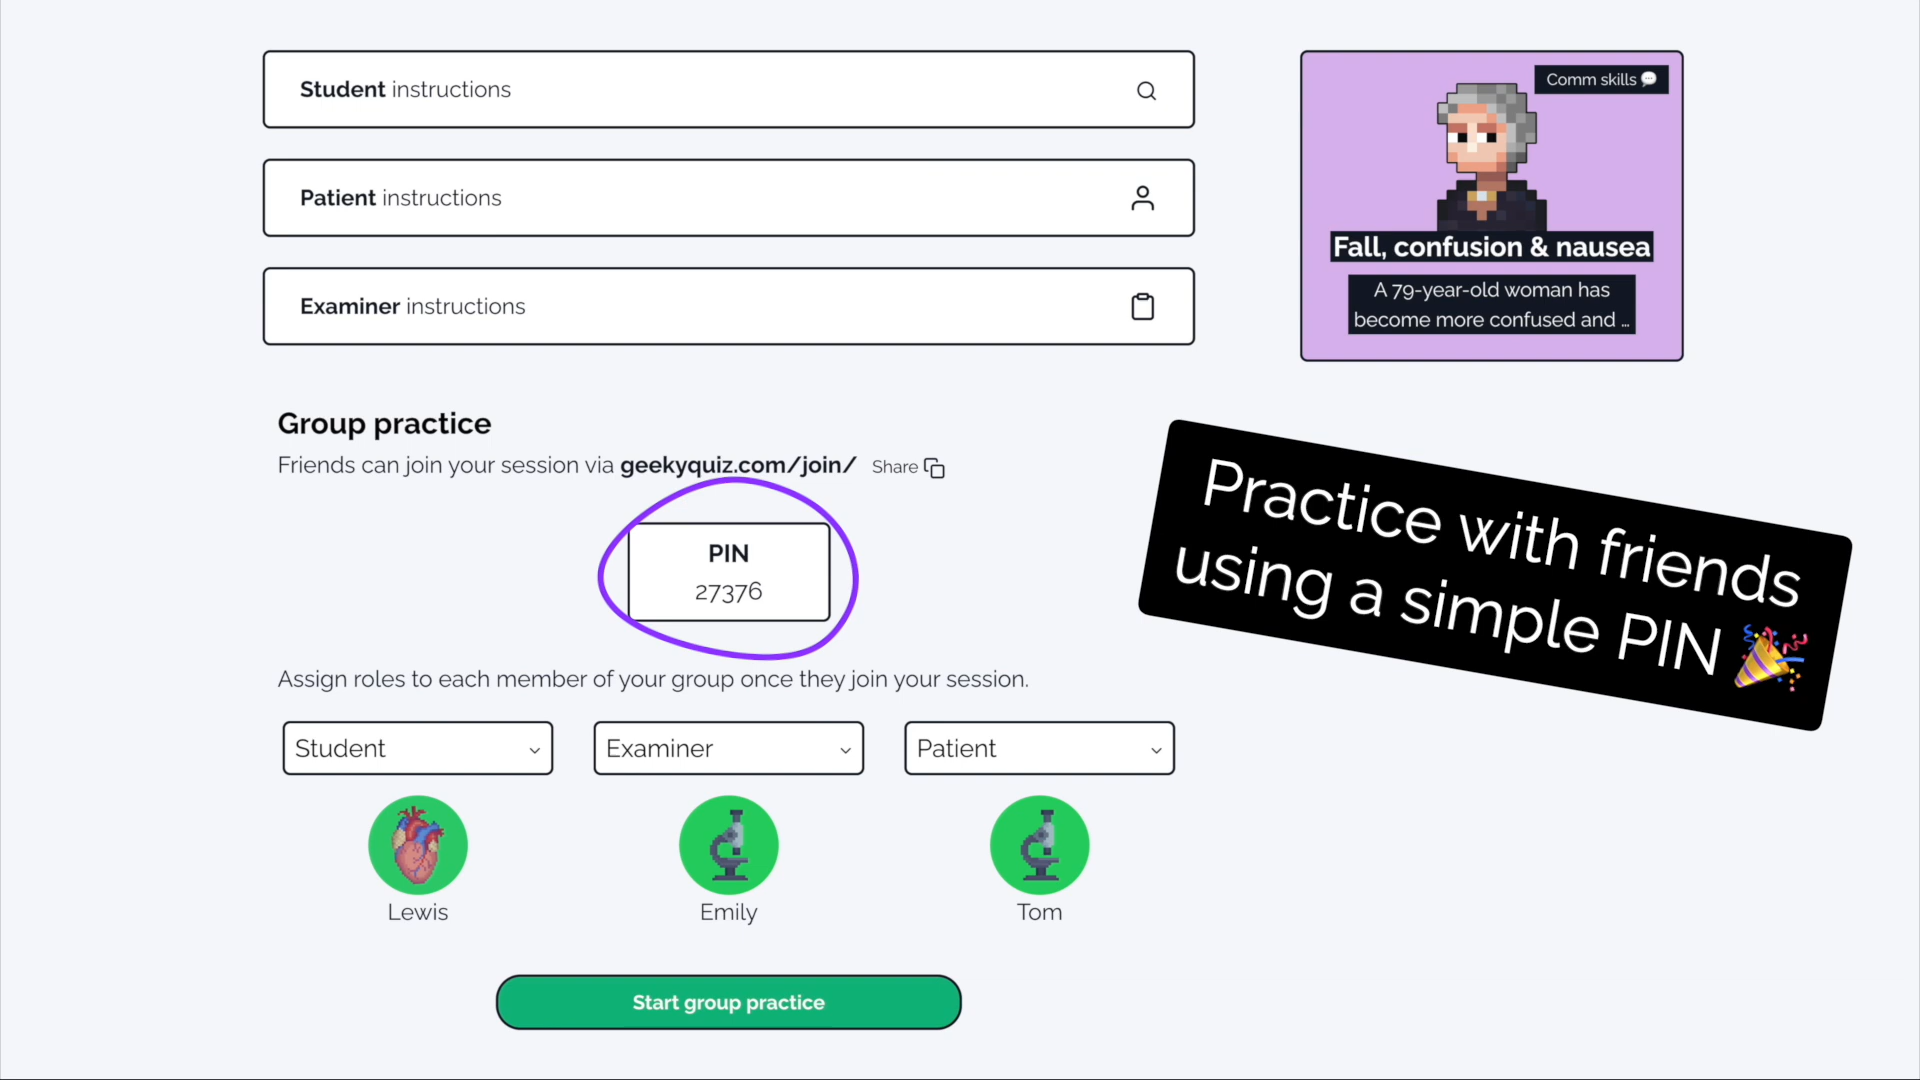 Student instructions
Patient instructions
Examiner instructions
Comm skills 💬
Fall, confusion & nausea
A 79-year-old woman has
become more confused and ...
Group practice
Friends can join your session via geekyquiz.com/join/ Share
PIN
27376
Practice with friends
using a simple PIN 🎉
Assign roles to each member of your group once they join your session.
Student Examiner Patient
Lewis Emily Tom
Start group practice